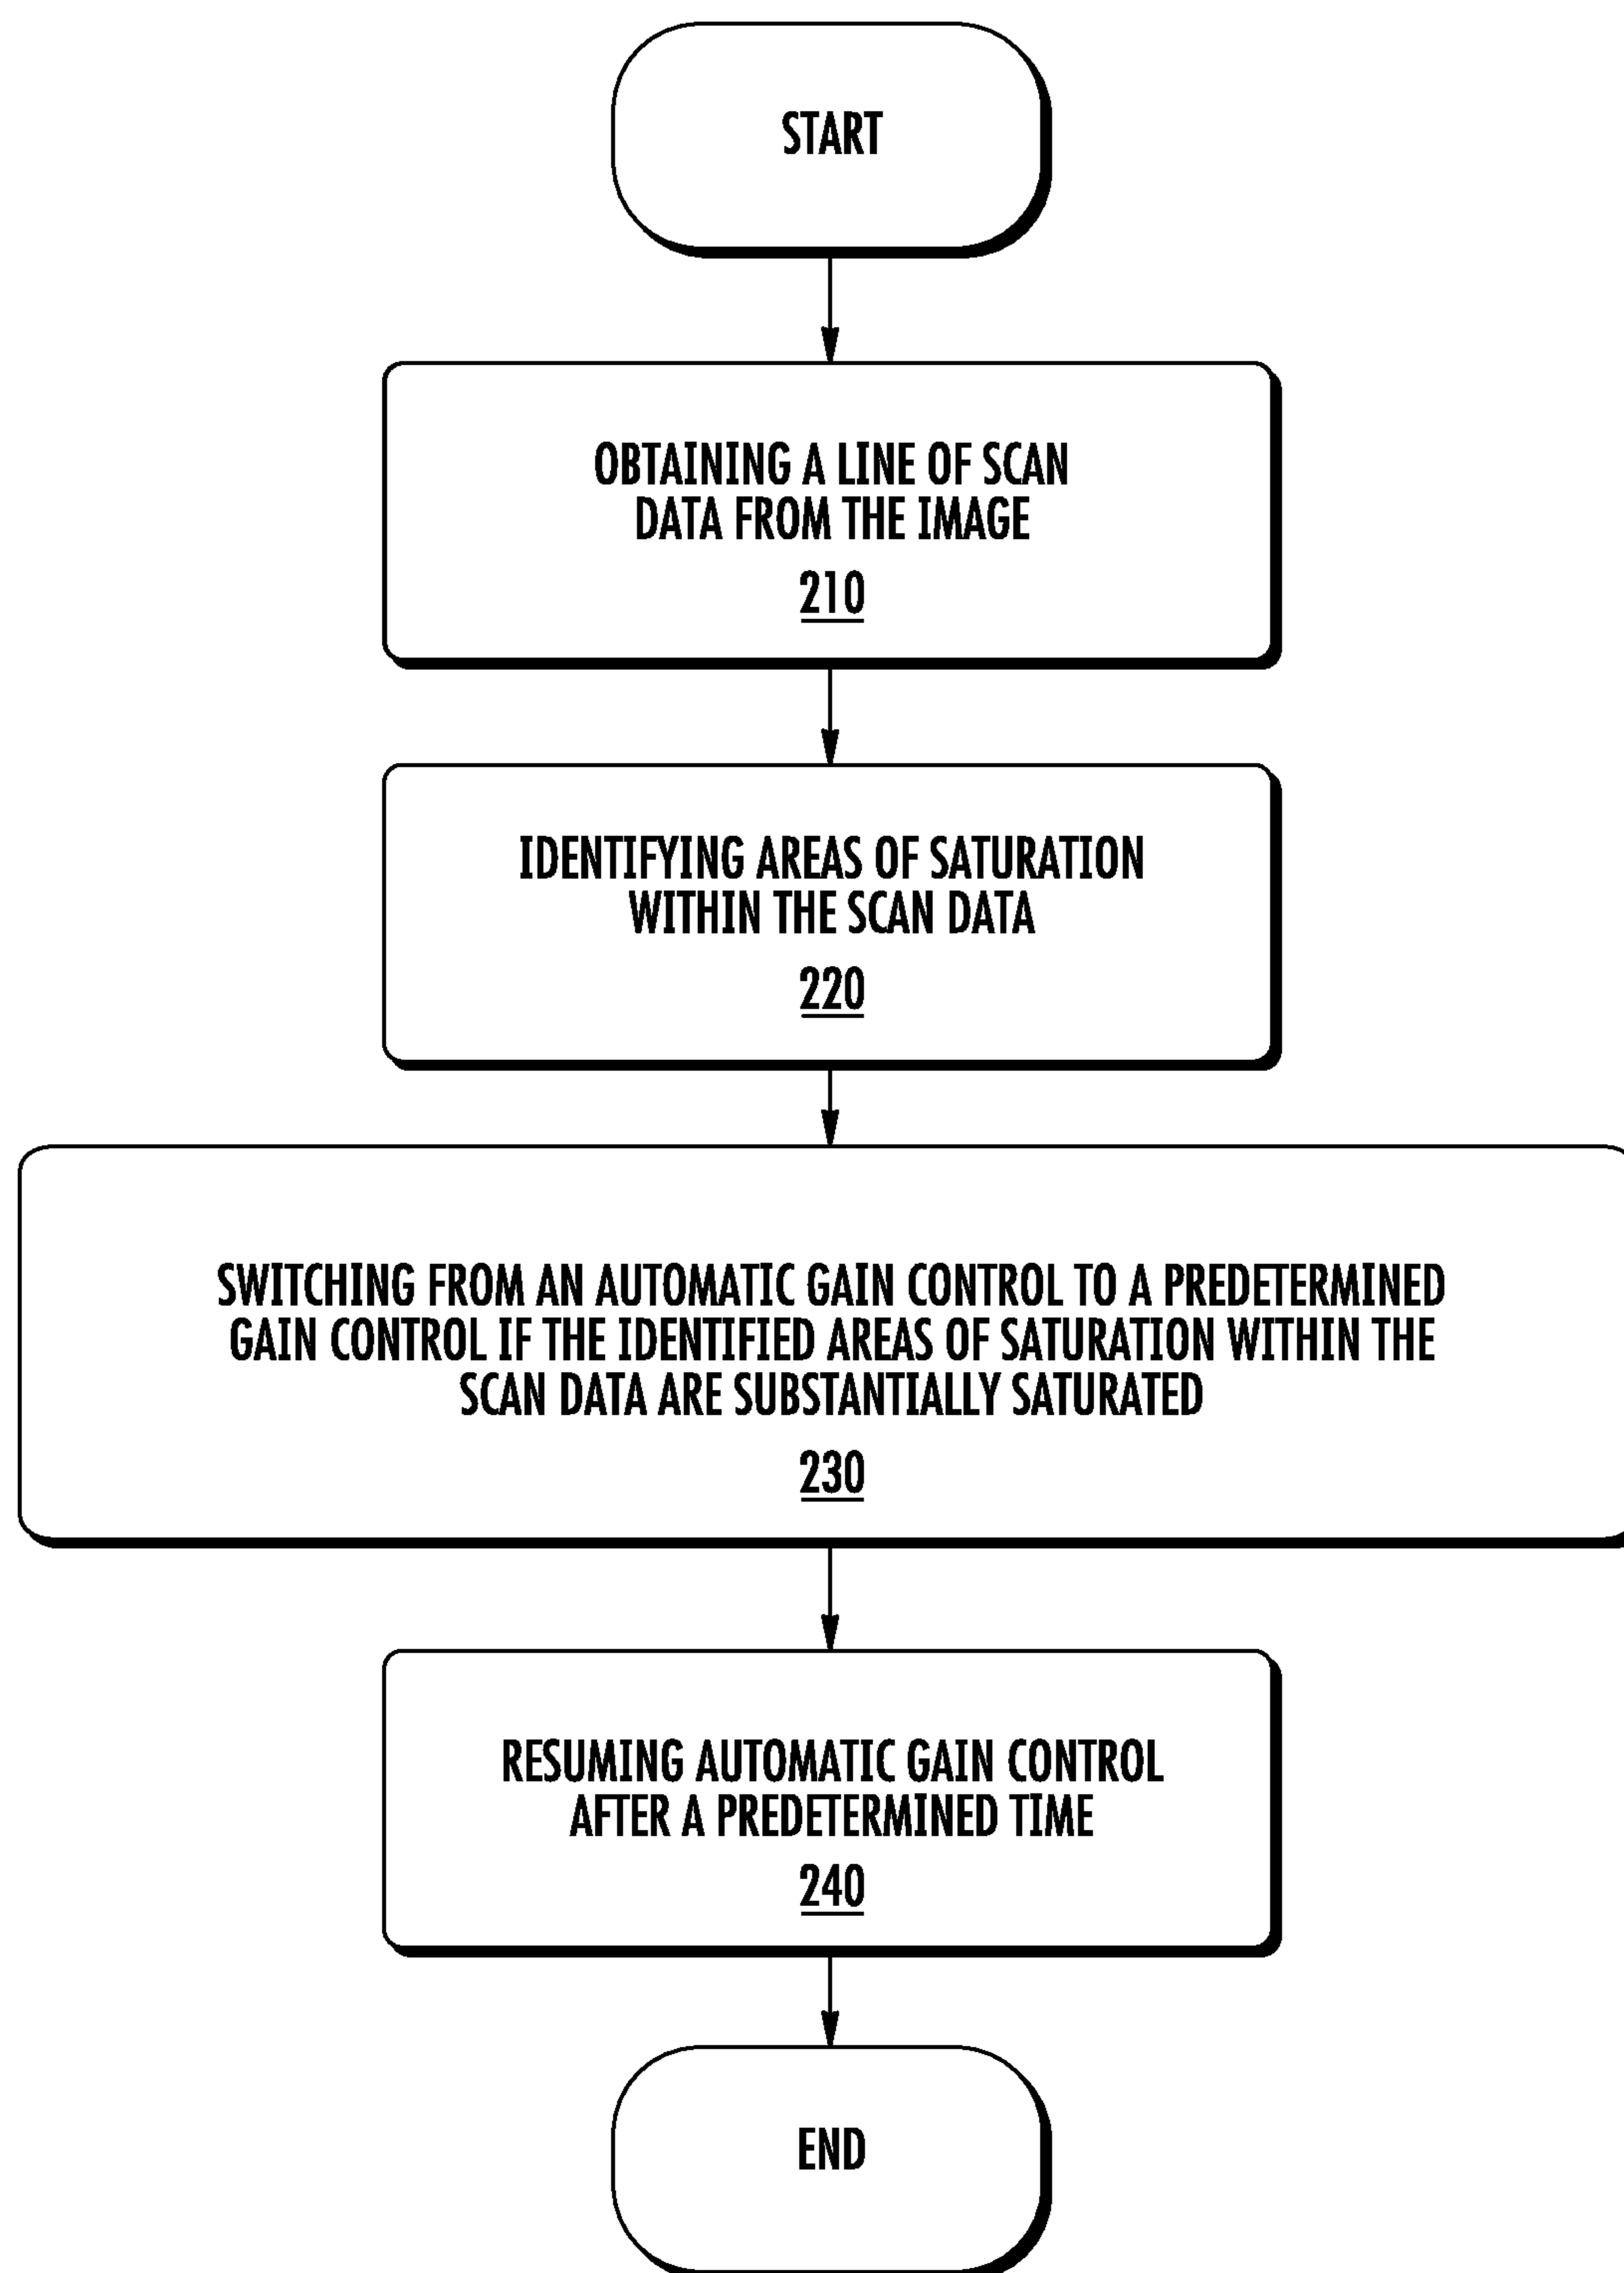 START
OBTAINING A LINE OF SCAN
DATA FROM THE IMAGE
210
IDENTIFYING AREAS OF SATURATION
WITHIN THE SCAN DATA
220
SWITCHING FROM AN AUTOMATIC GAIN CONTROL TO A PREDETERMINED
GAIN CONTROL IF THE IDENTIFIED AREAS OF SATURATION WITHIN THE
SCAN DATA ARE SUBSTANTIALLY SATURATED
230
RESUMING AUTOMATIC GAIN CONTROL
AFTER A PREDETERMINED TIME
240
END